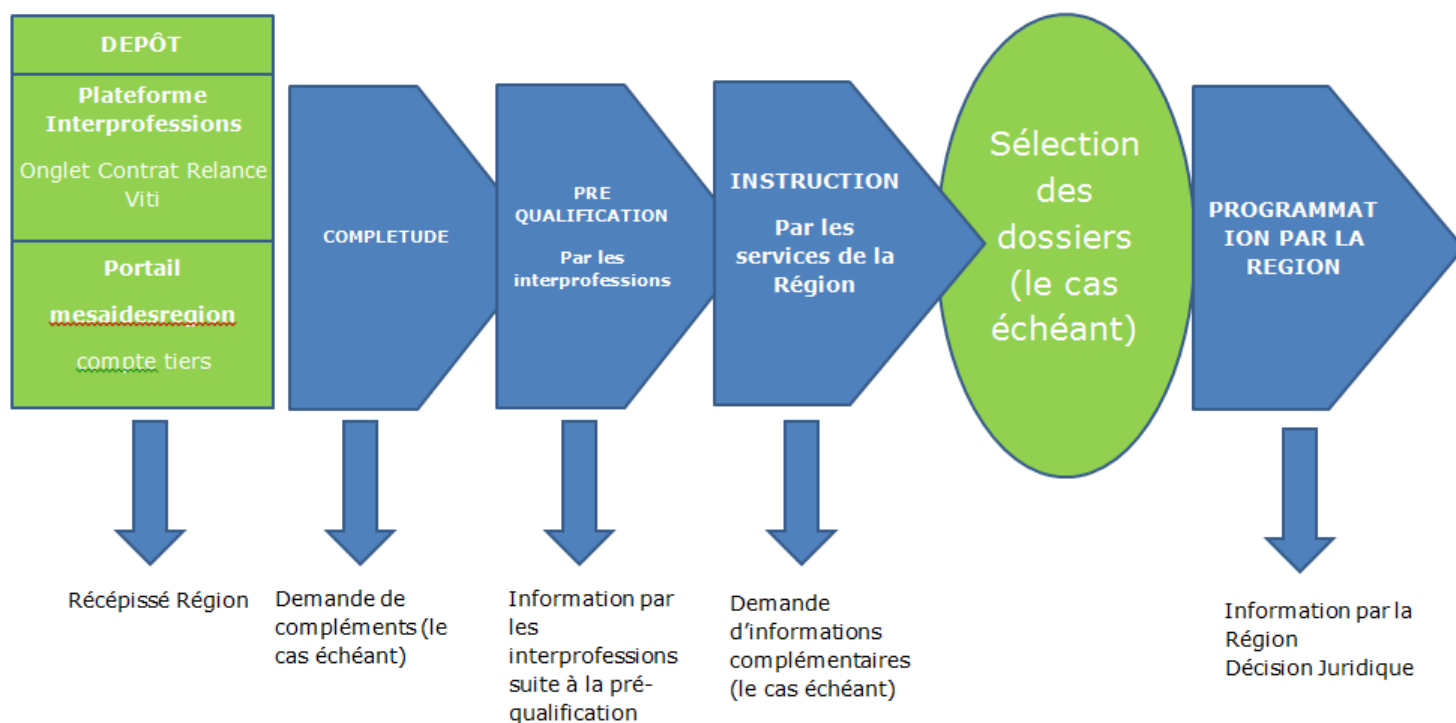 DEPÔT
Plateforme
Interprofessions
Onglet Contrat Relance
Viti
Portail
mesaidesregion
compte tiers
COMPLETUDE
PRE
QUALIFICATION
Par les
interprofessions
INSTRUCTION
Par les
services de la
Région
Sélection
des
dossiers
(le cas
échéant)
PROGRAMMAT
ION PAR LA
REGION
Récépissé Région
Demande de
compléments (le
cas échéant)
Information par
les
interprofessions
suite à la pré-
qualification
Demande
d’informations
complémentaires
(le cas échéant)
Information par la
Région
Décision Juridique